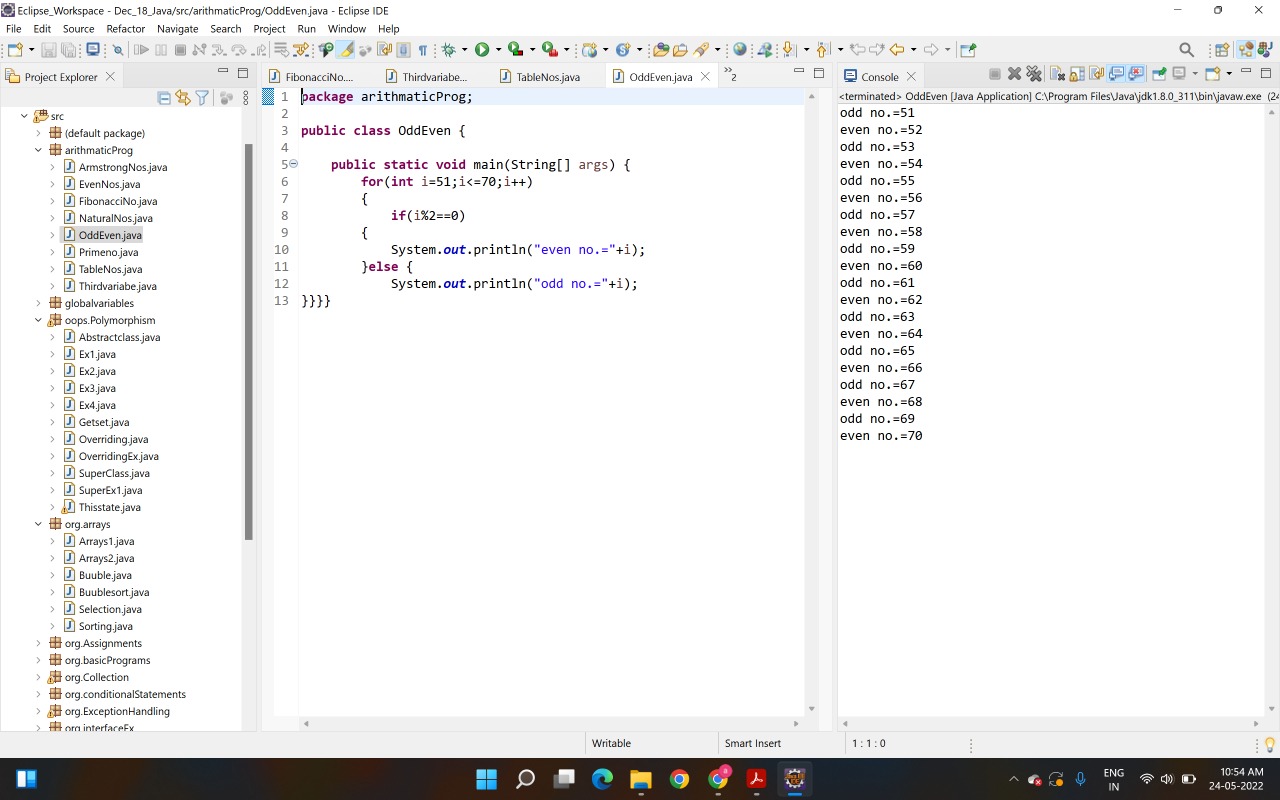 Eclipse_Workspace - Dec_18_Java/src/arithmaticProg/OddEven.java - Eclipse IDE
File Edit Source Refactor Navigate Search Project Run Window Help
Project Explorer
src
(default package)
arithmaticProg
ArmstrongNos.java
EvenNos.java
FibonacciNo.java
NaturalNos.java
OddEven.java
Primeno.java
TableNos.java
Thirdvariabe.java
globalvariables
oops.Polymorphism
Abstractclass.java
Ex1.java
Ex2.java
Ex3.java
Ex4.java
Getset.java
Overriding.java
OverridingEx.java
SuperClass.java
SuperEx1.java
Thisstate.java
org.arrays
Arrays1.java
Arrays2.java
Buuble.java
Buublesort.java
Selection.java
Sorting.java
org.Assignments
org.basicPrograms
org.Collection
org.conditionalStatements
org.ExceptionHandling
org.interfaceEx
FibonacciNo.... Thirdvariabe... TableNos.java OddEven.java »2
1 package arithmaticProg;
2
3 public class OddEven {
4
5 public static void main(String[] args) {
6 for(int i=51;i<=70;i++)
7 {
8 if(i%2==0)
9 {
10 System.out.println("even no.="+i);
11 }else {
12 System.out.println("odd no.="+i);
13 }}}}
Console
<terminated> OddEven [Java Application] C:\Program Files\Java\jdk1.8.0_311\bin\javaw.exe (24
odd no.=51
even no.=52
odd no.=53
even no.=54
odd no.=55
even no.=56
odd no.=57
even no.=58
odd no.=59
even no.=60
odd no.=61
even no.=62
odd no.=63
even no.=64
odd no.=65
even no.=66
odd no.=67
even no.=68
odd no.=69
even no.=70
Writable Smart Insert 1 : 1 : 0
ENG
IN
10:54 AM
24-05-2022